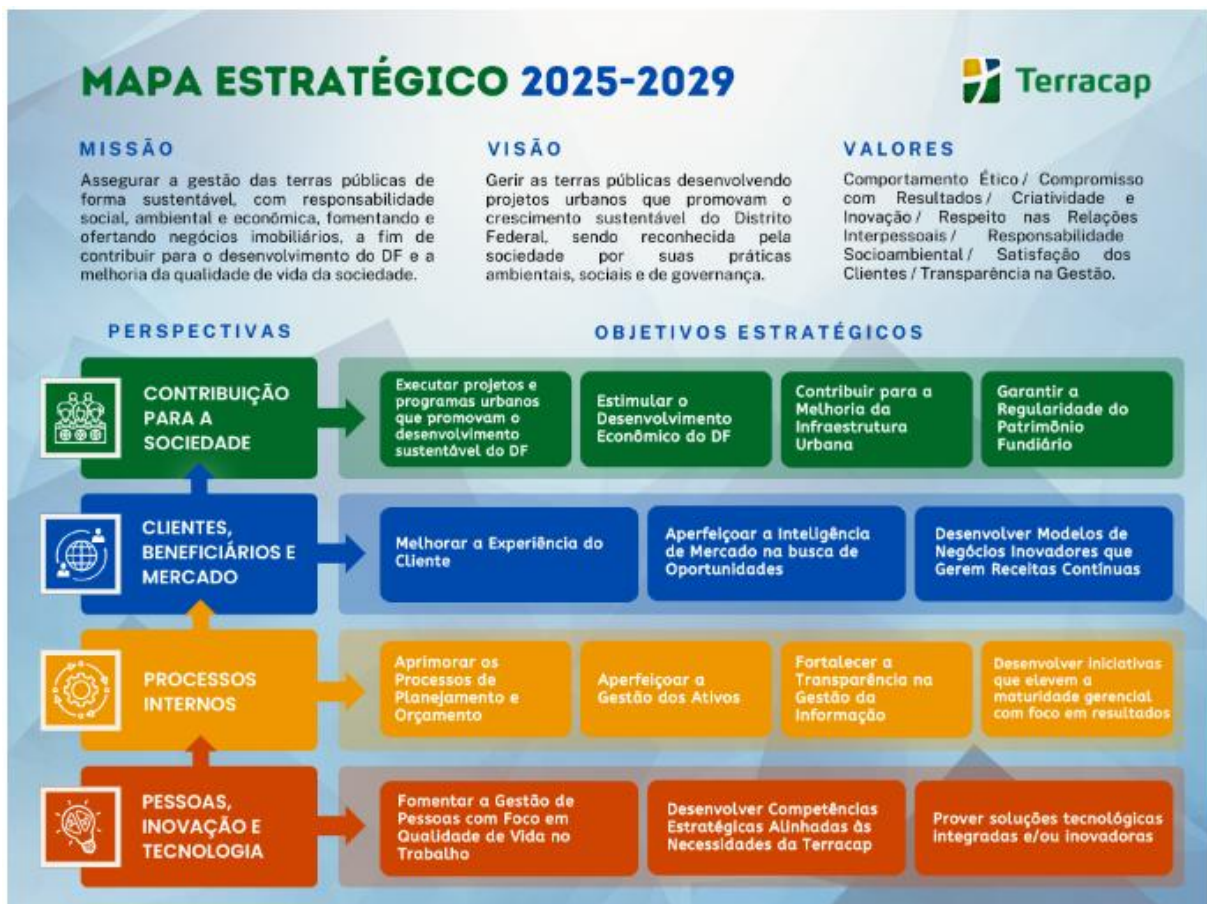 MAPA ESTRATÉGICO 2025-2029
Terracap
MISSÃO
Assegurar a gestão das terras públicas de
forma sustentável, com responsabilidade
social, ambiental e econômica, fomentando e
ofertando negócios imobiliários, a fim de
contribuir para o desenvolvimento do DF e a
melhoria da qualidade de vida da sociedade.
VISÃO
Gerir as terras públicas desenvolvendo
projetos urbanos que promovam o
crescimento sustentável do Distrito
Federal, sendo reconhecida pela
sociedade por suas práticas
ambientais, sociais e de governança.
VALORES
Comportamento Ético / Compromisso
com Resultados / Criatividade e
Inovação / Respeito nas Relações
Interpessoais / Responsabilidade
Socioambiental / Satisfação dos
Clientes / Transparência na Gestão.
PERSPECTIVAS
OBJETIVOS ESTRATÉGICOS
CONTRIBUIÇÃO
PARA A
SOCIEDADE
Executar projetos e
programas urbanos
que promovam o
desenvolvimento
sustentável do DF
Estimular o
Desenvolvimento
Econômico do DF
Contribuir para a
Melhoria da
Infraestrutura
Urbana
Garantir a
Regularidade do
Patrimônio
Fundiário
CLIENTES,
BENEFICIÁRIOS E
MERCADO
Melhorar a Experiência do
Cliente
Aperfeiçoar a Inteligência
de Mercado na busca de
Oportunidades
Desenvolver Modelos de
Negócios Inovadores que
Gerem Receitas Contínuas
PROCESSOS
INTERNOS
Aprimorar os
Processos de
Planejamento e
Orçamento
Aperfeiçoar a
Gestão dos Ativos
Fortalecer a
Transparência na
Gestão da
Informação
Desenvolver iniciativas
que elevem a
maturidade gerencial
com foco em resultados
PESSOAS,
INOVAÇÃO E
TECNOLOGIA
Fomentar a Gestão de
Pessoas com Foco em
Qualidade de Vida no
Trabalho
Desenvolver Competências
Estratégicas Alinhadas às
Necessidades da Terracap
Prover soluções tecnológicas
integradas e/ou inovadoras